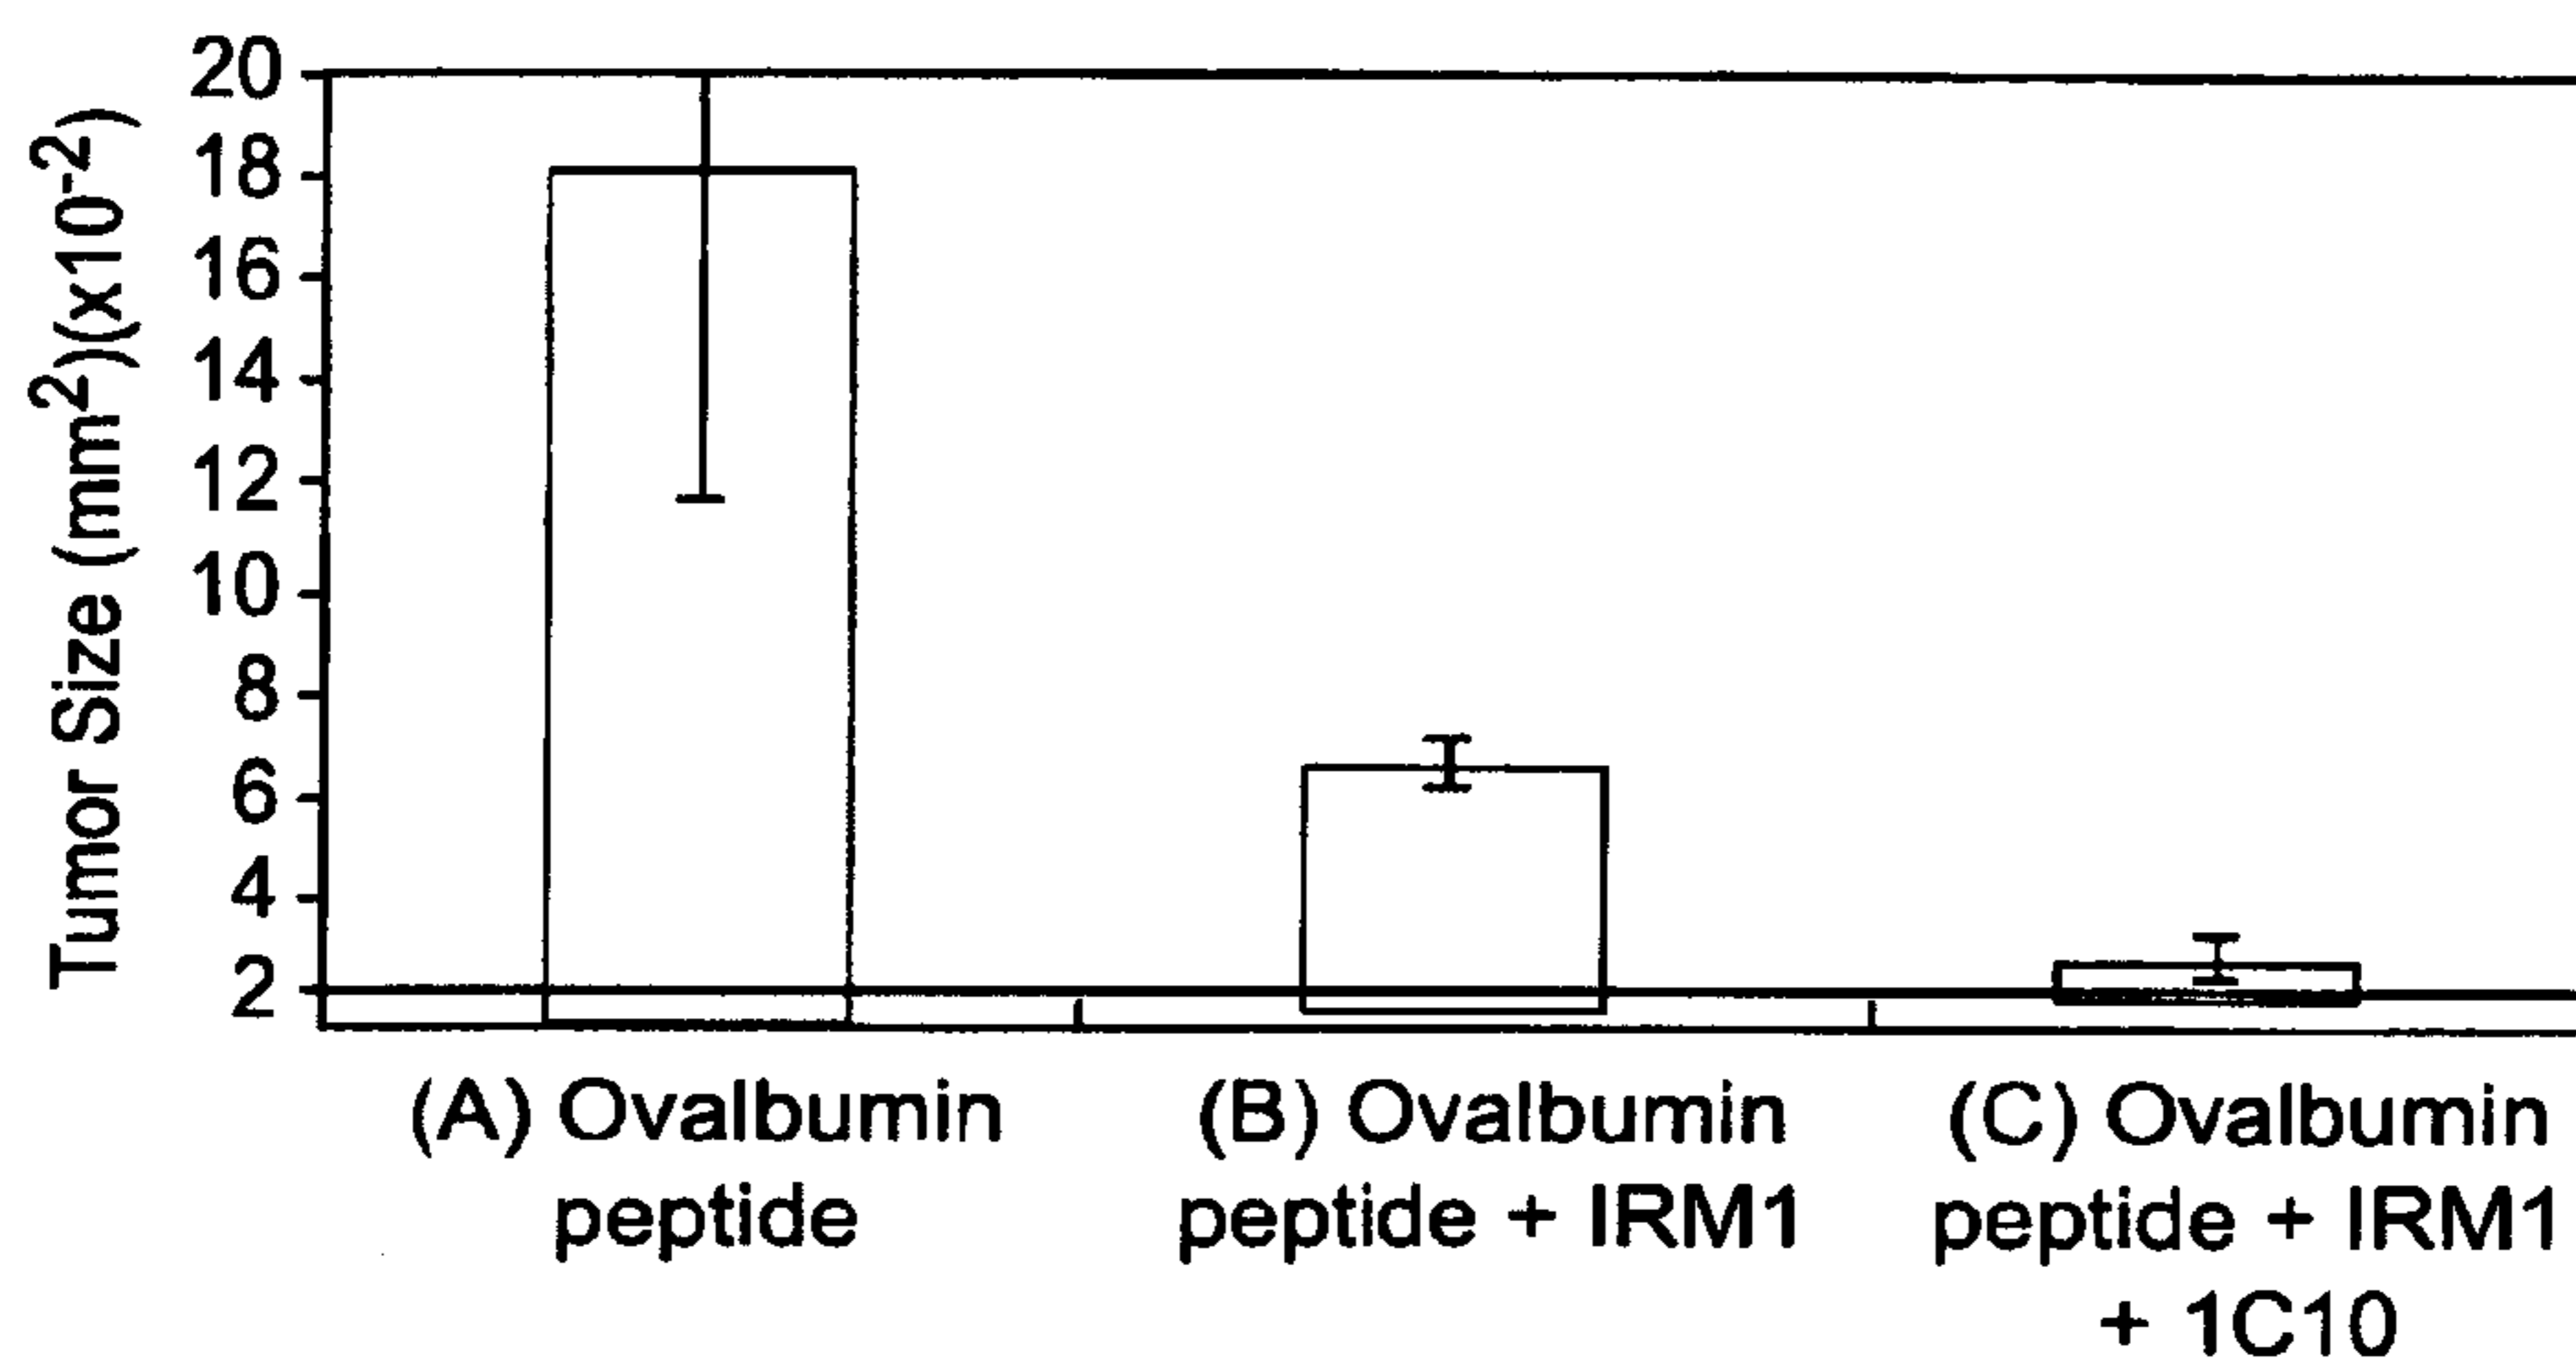 Tumor Size (mm²)(x10⁻²)
20
18
16
14
12
10
8
6
4
2
(A) Ovalbumin
peptide
(B) Ovalbumin
peptide + IRM1
(C) Ovalbumin
peptide + IRM1
+ 1C10